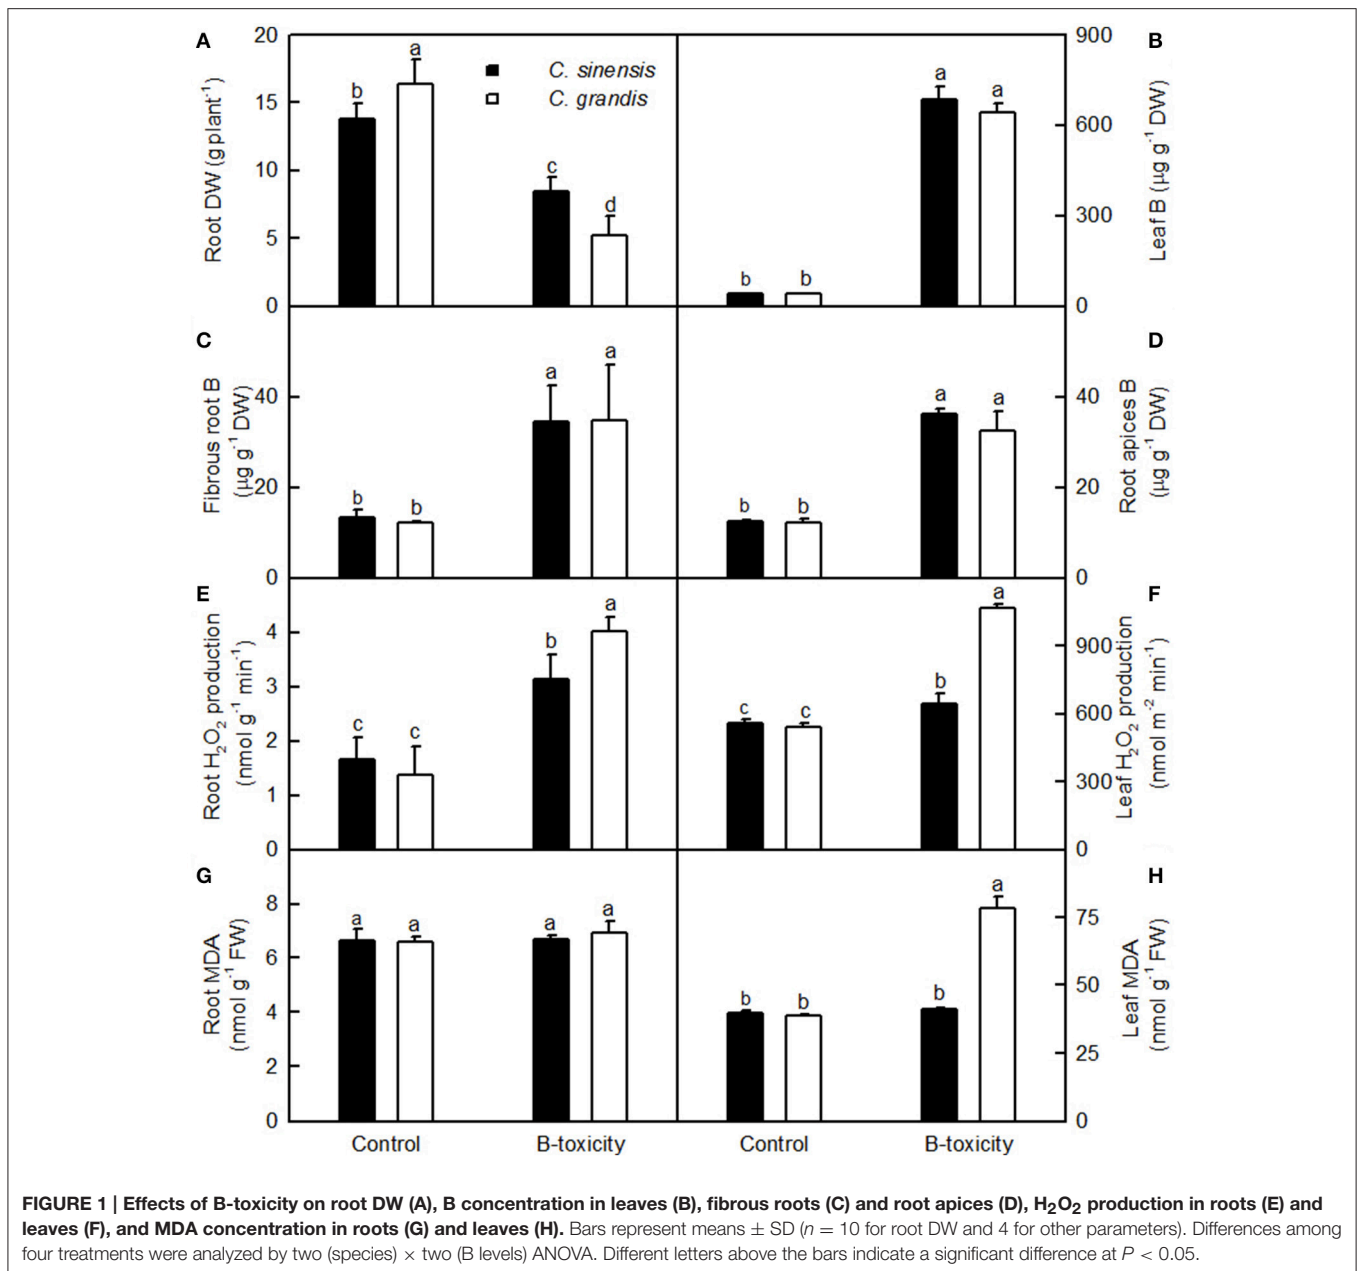 A
20
15
10
5
0
Root DW (g plant⁻¹)
b
a
c
d
C. sinensis
C. grandis
B
900
600
300
0
Leaf B (µg g⁻¹ DW)
b
b
a
a
C
40
20
0
Fibrous root B
(µg g⁻¹ DW)
b
b
a
a
D
40
20
0
Root apices B
(µg g⁻¹ DW)
b
b
a
a
E
4
3
2
1
0
Root H₂O₂ production
(nmol g⁻¹ min⁻¹)
c
c
b
a
F
900
600
300
0
Leaf H₂O₂ production
(nmol m⁻² min⁻¹)
c
c
b
a
G
8
6
4
2
0
Root MDA
(nmol g⁻¹ FW)
a
a
a
a
H
75
50
25
0
Leaf MDA
(nmol g⁻¹ FW)
b
b
b
a
Control
B-toxicity
Control
B-toxicity
FIGURE 1 | Effects of B-toxicity on root DW (A), B concentration in leaves (B), fibrous roots (C) and root apices (D), H₂O₂ production in roots (E) and
leaves (F), and MDA concentration in roots (G) and leaves (H). Bars represent means ± SD (n = 10 for root DW and 4 for other parameters). Differences among
four treatments were analyzed by two (species) × two (B levels) ANOVA. Different letters above the bars indicate a significant difference at P < 0.05.